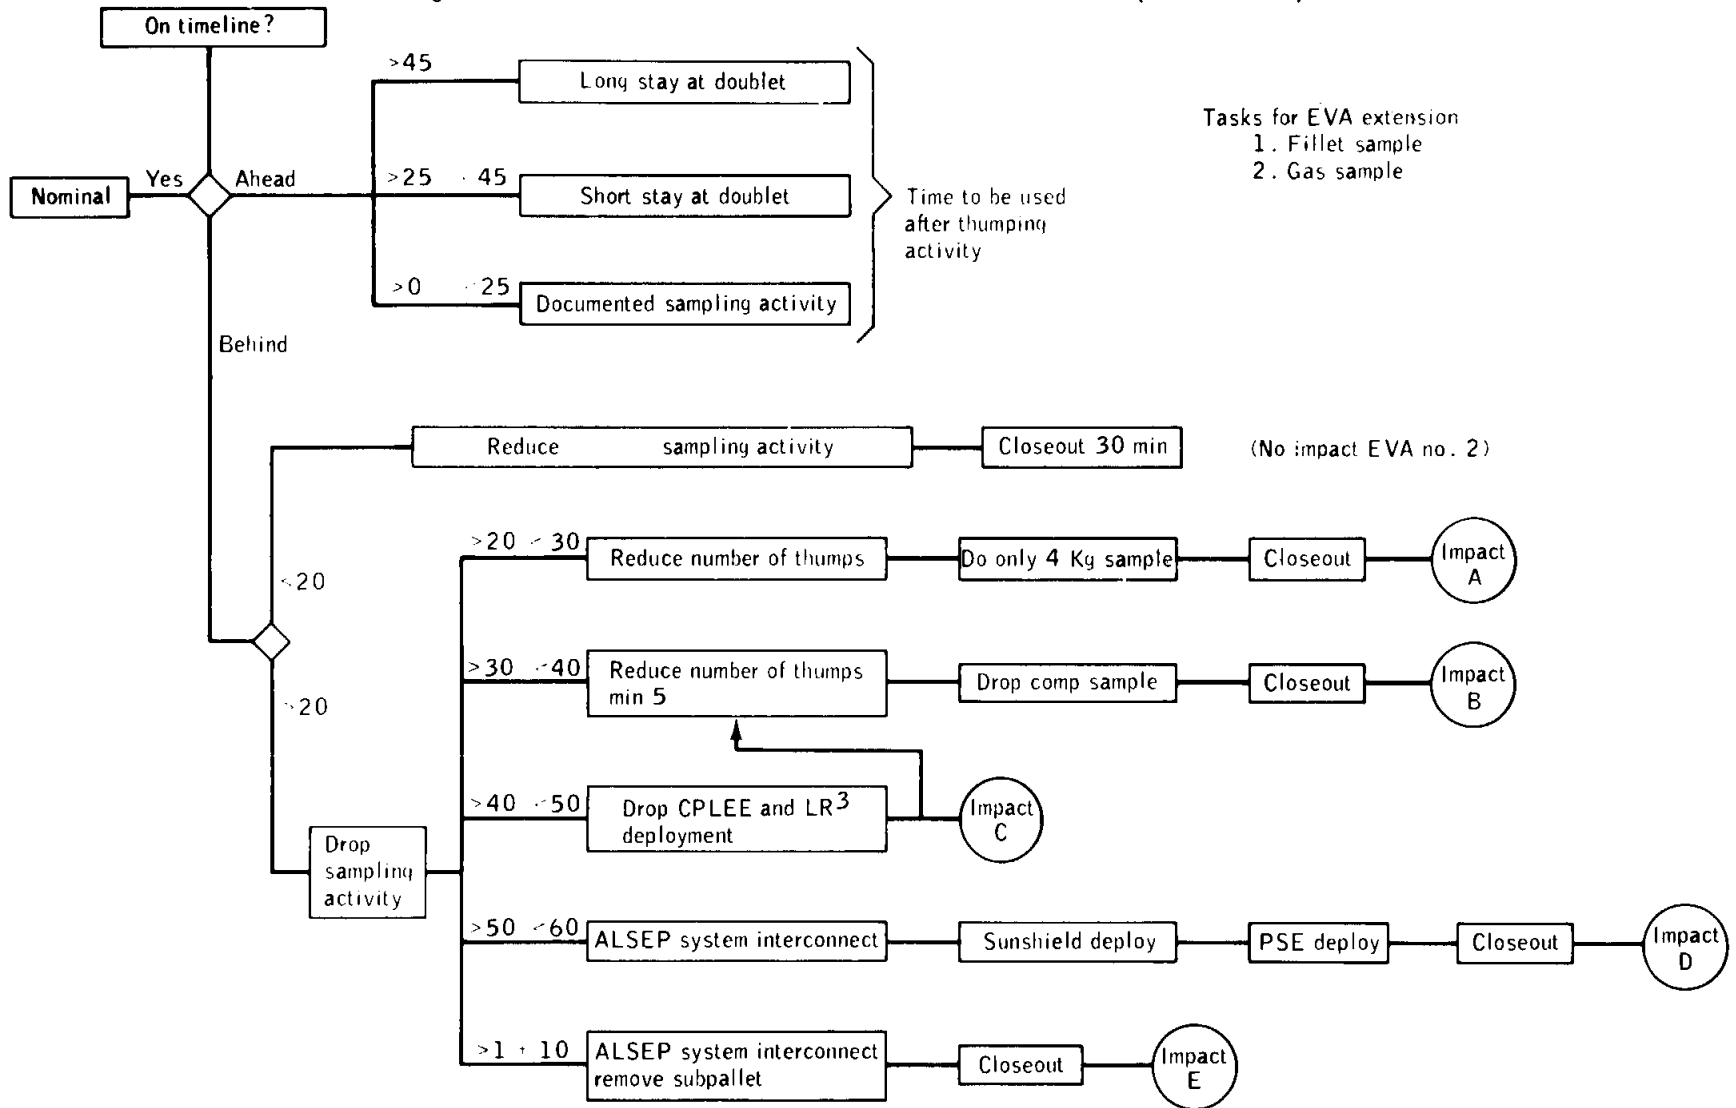 On timeline?
>45
Long stay at doublet
Tasks for EVA extension
1. Fillet sample
2. Gas sample
Nominal
Yes
Ahead
>25 <45
Short stay at doublet
Time to be used
after thumping
activity
>0 <25
Documented sampling activity
Behind
Reduce sampling activity
Closeout 30 min
(No impact EVA no. 2)
<20
>20 <30
Reduce number of thumps
Do only 4 Kg sample
Closeout
Impact
A
>20
>30 <40
Reduce number of thumps
min 5
Drop comp sample
Closeout
Impact
B
>40 <50
Drop CPLEE and LR3
deployment
Impact
C
Drop
sampling
activity
>50 <60
ALSEP system interconnect
Sunshield deploy
PSE deploy
Closeout
Impact
D
>1 + 10
ALSEP system interconnect
remove subpallet
Closeout
Impact
E